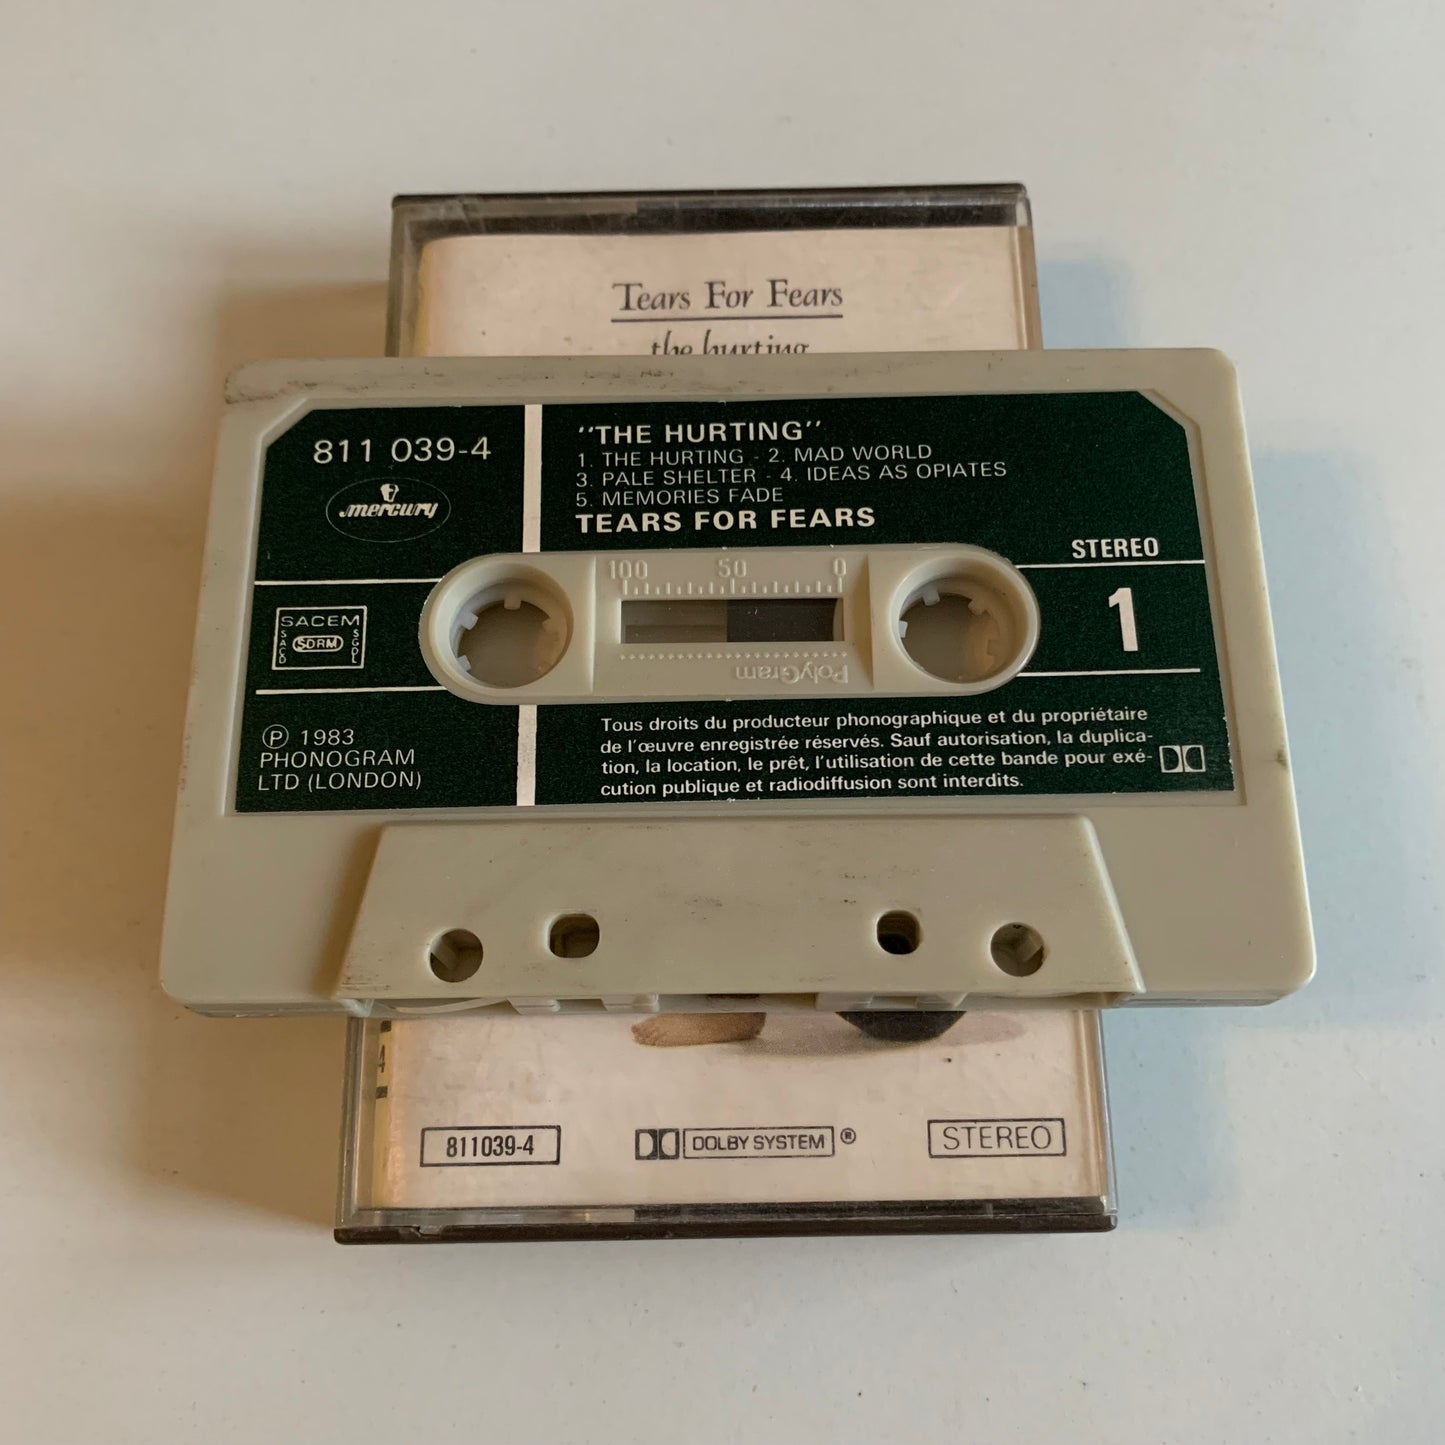 Tears For Fears
the hurting
811 039-4
mercury
"THE HURTING"
1. THE HURTING - 2. MAD WORLD
3. PALE SHELTER - 4. IDEAS AS OPIATES
5. MEMORIES FADE
TEARS FOR FEARS
STEREO
1
100 50 0
PolyGram
SACEM
SACD
SDRM
SGDL
℗ 1983
PHONOGRAM
LTD (LONDON)
Tous droits du producteur phonographique et du propriétaire
de l'œuvre enregistrée réservés. Sauf autorisation, la duplica-
tion, la location, le prêt, l'utilisation de cette bande pour exé-
cution publique et radiodiffusion sont interdits.
811039-4
DOLBY SYSTEM ®
STEREO